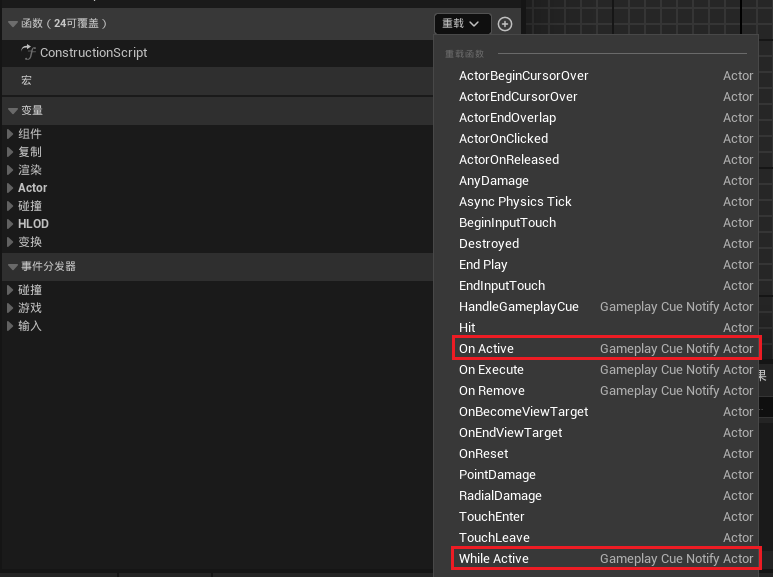 函数（24可覆盖）
重载
ConstructionScript
宏
变量
组件
复制
渲染
Actor
碰撞
HLOD
变换
事件分发器
碰撞
游戏
输入
重载函数
ActorBeginCursorOver Actor
ActorEndCursorOver Actor
ActorEndOverlap Actor
ActorOnClicked Actor
ActorOnReleased Actor
AnyDamage Actor
Async Physics Tick Actor
BeginInputTouch Actor
Destroyed Actor
End Play Actor
EndInputTouch Actor
HandleGameplayCue Gameplay Cue Notify Actor
Hit Actor
On Active Gameplay Cue Notify Actor
On Execute Gameplay Cue Notify Actor
On Remove Gameplay Cue Notify Actor
OnBecomeViewTarget Actor
OnEndViewTarget Actor
OnReset Actor
PointDamage Actor
RadialDamage Actor
TouchEnter Actor
TouchLeave Actor
While Active Gameplay Cue Notify Actor
果